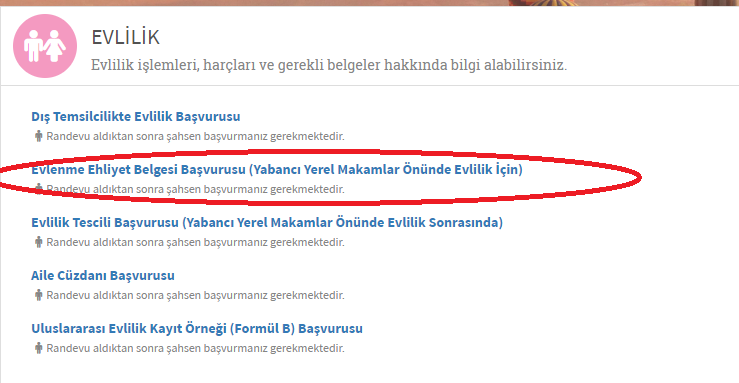 EVLİLİK
Evlilik işlemleri, harçları ve gerekli belgeler hakkında bilgi alabilirsiniz.
Dış Temsilcilikte Evlilik Başvurusu
Randevu aldıktan sonra şahsen başvurmanız gerekmektedir.
Evlenme Ehliyet Belgesi Başvurusu (Yabancı Yerel Makamlar Önünde Evlilik İçin)
Randevu aldıktan sonra şahsen başvurmanız gerekmektedir.
Evlilik Tescili Başvurusu (Yabancı Yerel Makamlar Önünde Evlilik Sonrasında)
Randevu aldıktan sonra şahsen başvurmanız gerekmektedir.
Aile Cüzdanı Başvurusu
Randevu aldıktan sonra şahsen başvurmanız gerekmektedir.
Uluslararası Evlilik Kayıt Örneği (Formül B) Başvurusu
Randevu aldıktan sonra şahsen başvurmanız gerekmektedir.